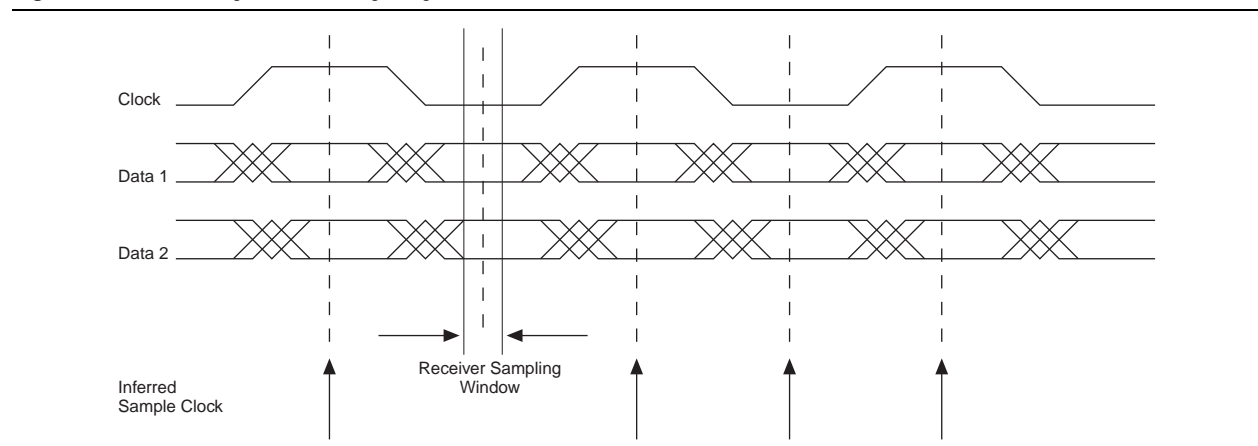 Clock
Data 1
Data 2
Receiver Sampling
Window
Inferred
Sample Clock